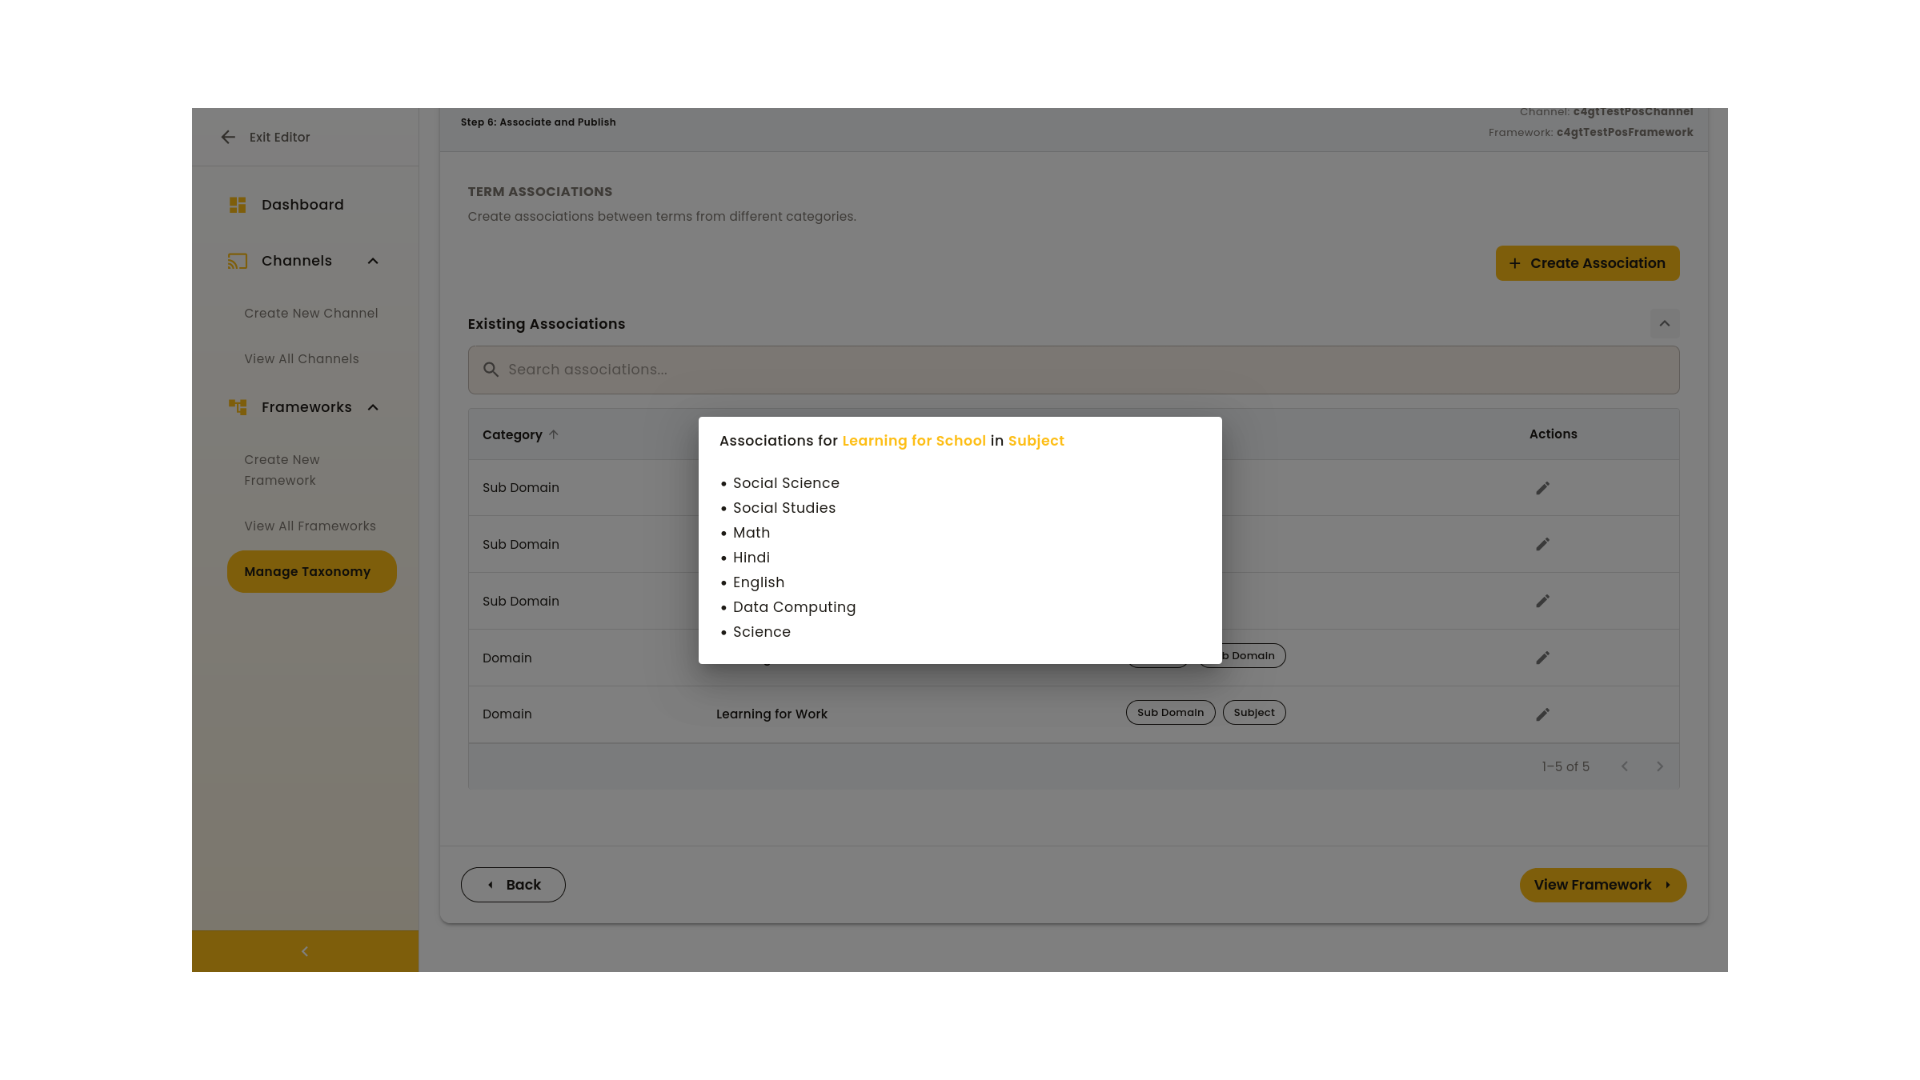 Exit Editor
Dashboard
Channels
Create New Channel
View All Channels
Frameworks
Create New
Framework
View All Frameworks
Manage Taxonomy
Step 6: Associate and Publish
Channel: c4gtTestPosChannel
Framework: c4gtTestPosFramework
TERM ASSOCIATIONS
Create associations between terms from different categories.
Create Association
Existing Associations
Search associations...
Category
Actions
Sub Domain
Sub Domain
Sub Domain
Domain
b Domain
Domain
Learning for Work
Sub Domain
Subject
Associations for Learning for School in Subject
• Social Science
• Social Studies
• Math
• Hindi
• English
• Data Computing
• Science
1–5 of 5
Back
View Framework